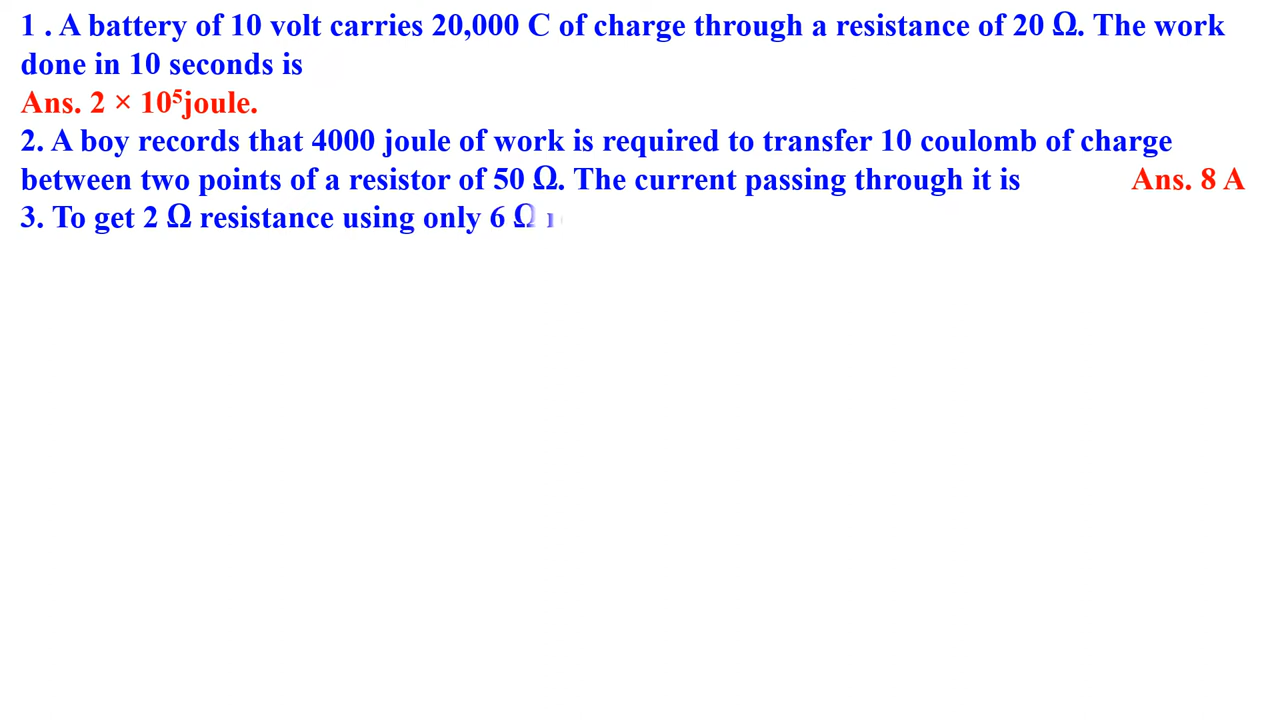 1 . A battery of 10 volt carries 20,000 C of charge through a resistance of 20 Ω. The work
done in 10 seconds is
Ans. 2 × 10⁵joule.
2. A boy records that 4000 joule of work is required to transfer 10 coulomb of charge
between two points of a resistor of 50 Ω. The current passing through it is Ans. 8 A
3. To get 2 Ω resistance using only 6 Ω